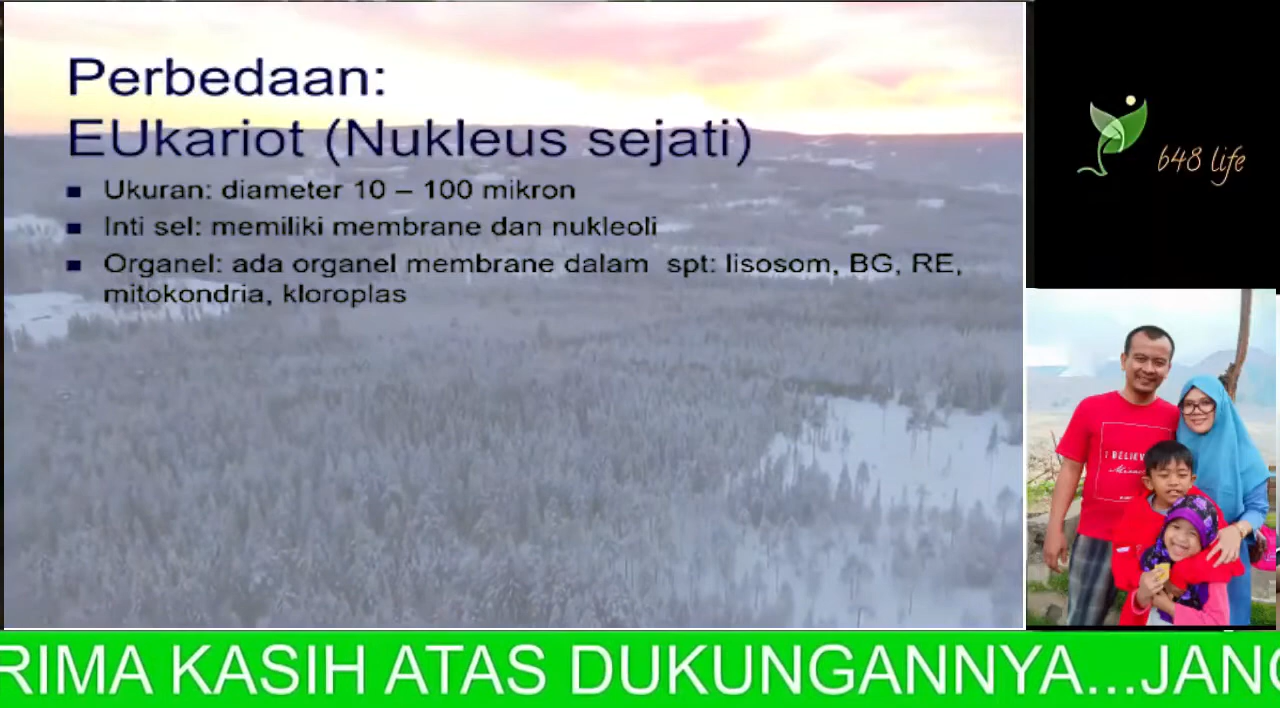 Perbedaan:
EUkariot (Nukleus sejati)
Ukuran: diameter 10 – 100 mikron
Inti sel: memiliki membrane dan nukleoli
Organel: ada organel membrane dalam spt: lisosom, BG, RE,
mitokondria, kloroplas
648 life
I BELIEV
RIMA KASIH ATAS DUKUNGANNYA...JANG